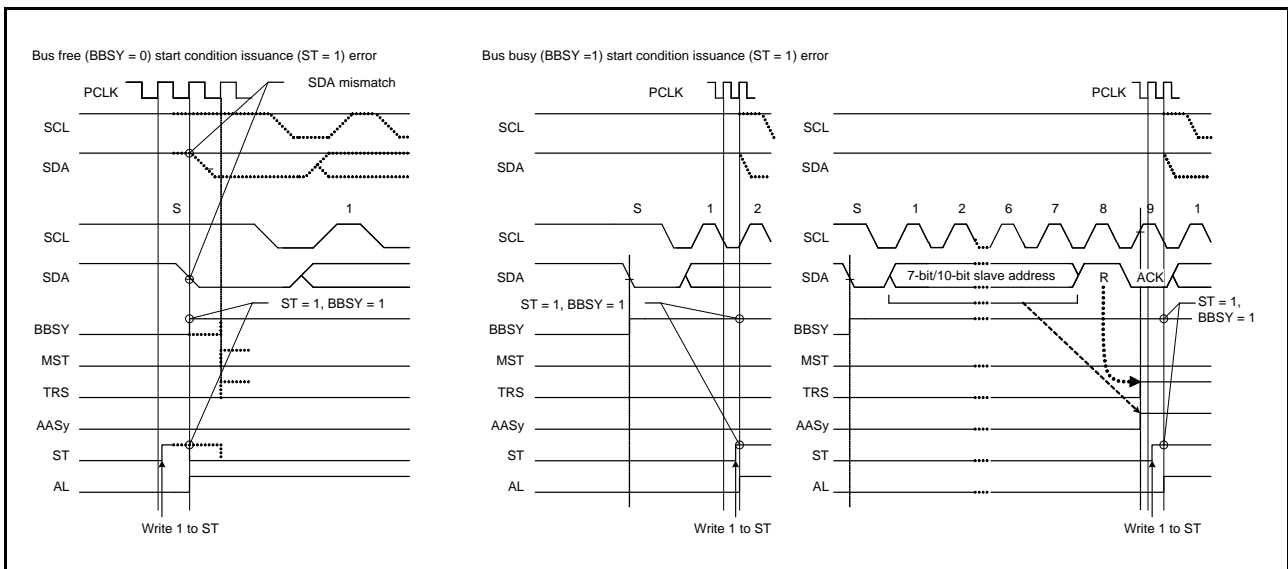 Bus free (BBSY = 0) start condition issuance (ST = 1) error
PCLK
SDA mismatch
SCL
SDA
S 1
SCL
SDA
ST = 1, BBSY = 1
BBSY
MST
TRS
AASy
ST
AL
Write 1 to ST
Bus busy (BBSY =1) start condition issuance (ST = 1) error
PCLK
SCL
SDA
S 1 2
SCL
SDA
ST = 1, BBSY = 1
BBSY
MST
TRS
AASy
ST
AL
Write 1 to ST
PCLK
SCL
SDA
S 1 2 6 7 8 9 1
SCL
SDA 7-bit/10-bit slave address R ACK
ST = 1,
BBSY = 1
BBSY
MST
TRS
AASy
ST
AL
Write 1 to ST